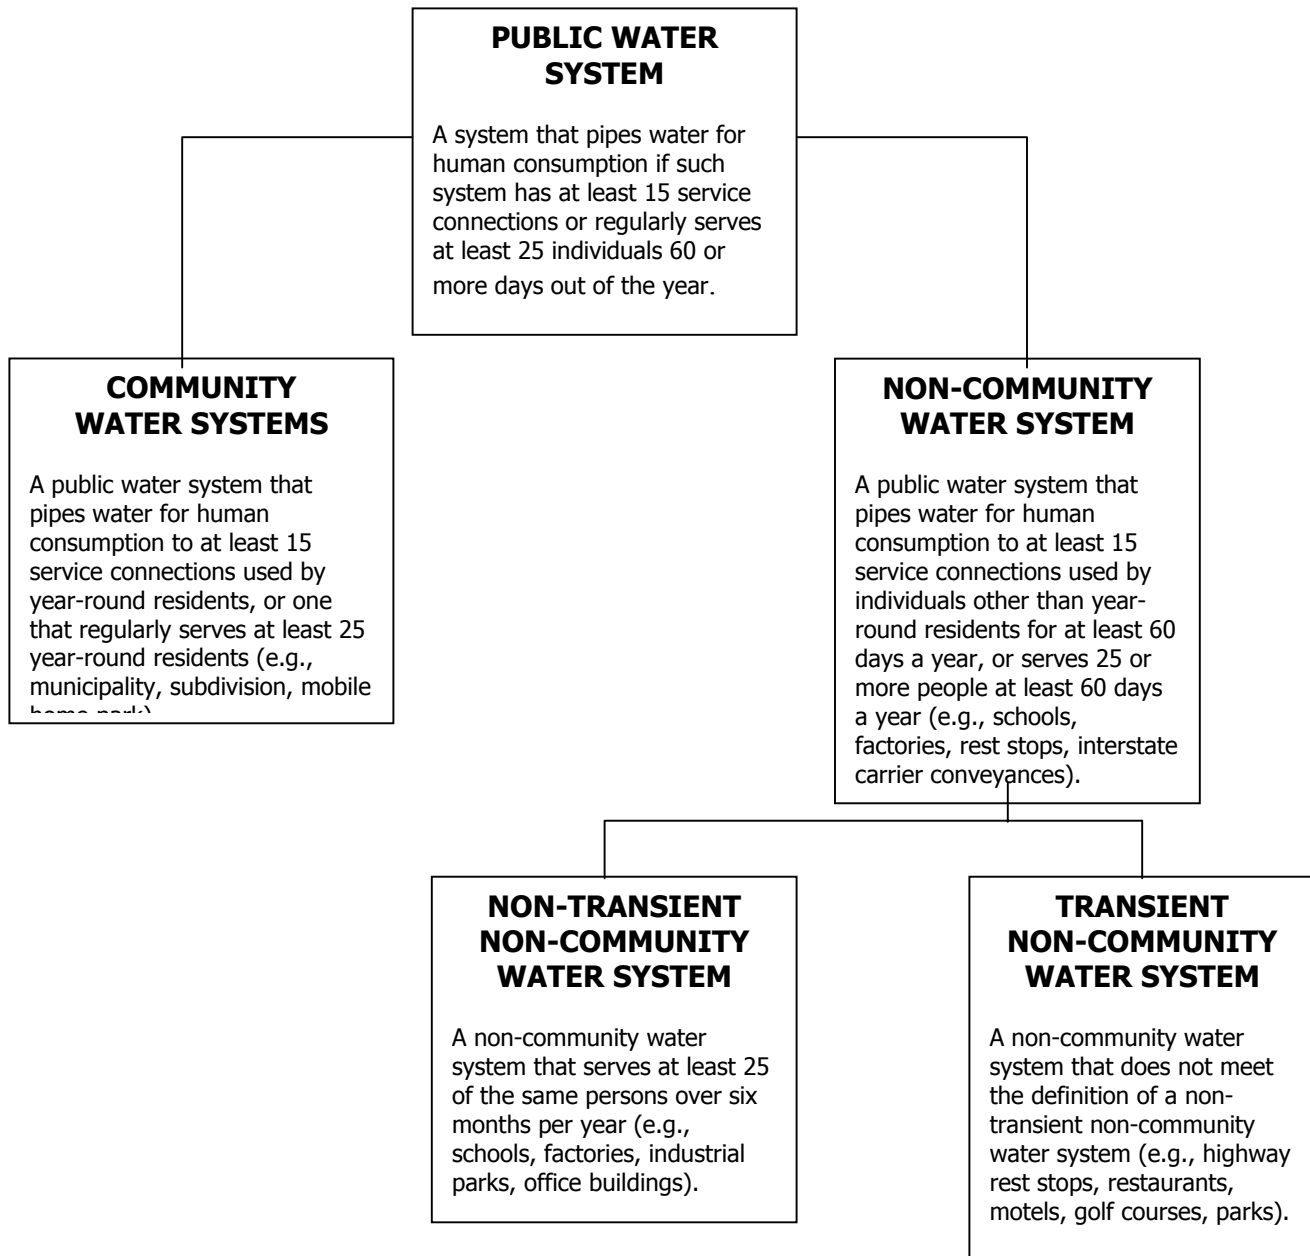 PUBLIC WATER
SYSTEM
A system that pipes water for
human consumption if such
system has at least 15 service
connections or regularly serves
at least 25 individuals 60 or
more days out of the year.
COMMUNITY
WATER SYSTEMS
A public water system that
pipes water for human
consumption to at least 15
service connections used by
year-round residents, or one
that regularly serves at least 25
year-round residents (e.g.,
municipality, subdivision, mobile
home park)
NON-COMMUNITY
WATER SYSTEM
A public water system that
pipes water for human
consumption to at least 15
service connections used by
individuals other than year-
round residents for at least 60
days a year, or serves 25 or
more people at least 60 days
a year (e.g., schools,
factories, rest stops, interstate
carrier conveyances).
NON-TRANSIENT
NON-COMMUNITY
WATER SYSTEM
A non-community water
system that serves at least 25
of the same persons over six
months per year (e.g.,
schools, factories, industrial
parks, office buildings).
TRANSIENT
NON-COMMUNITY
WATER SYSTEM
A non-community water
system that does not meet
the definition of a non-
transient non-community
water system (e.g., highway
rest stops, restaurants,
motels, golf courses, parks).